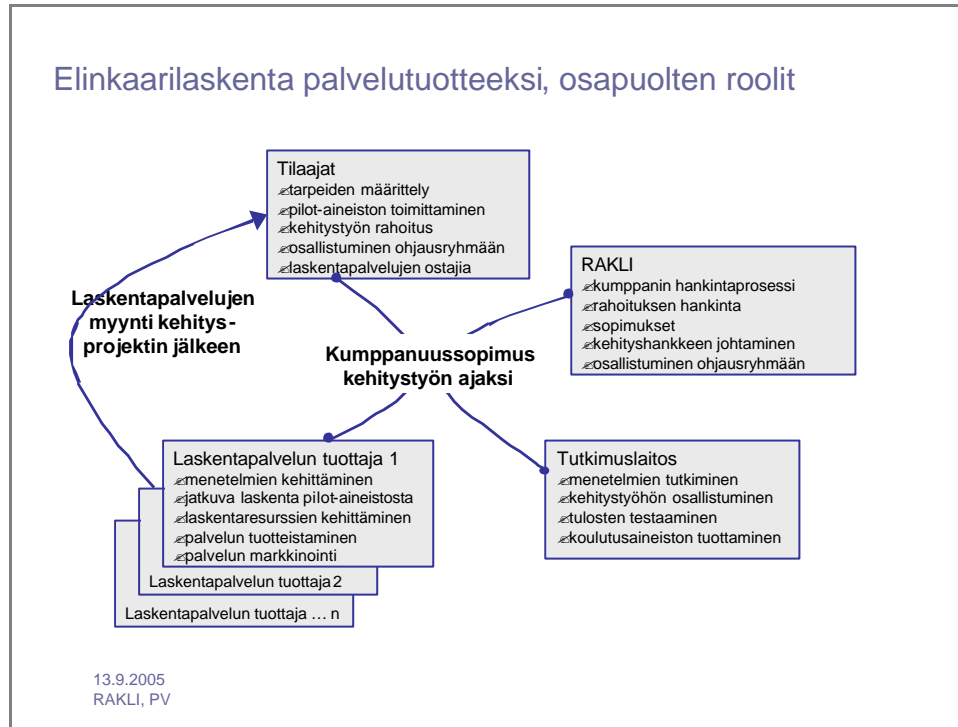 Elinkaarilaskenta palvelutuotteeksi, osapuolten roolit
Tilaajat
tarpeiden määrittely
pilot-aineiston toimittaminen
kehitystyön rahoitus
osallistuminen ohjausryhmään
laskentapalvelujen ostajia
RAKLI
kumppanin hankintaprosessi
rahoituksen hankinta
sopimukset
kehityshankkeen johtaminen
osallistuminen ohjausryhmään
Laskentapalvelujen
myynti kehitys-
projektin jälkeen
Kumppanuussopimus
kehitystyön ajaksi
Laskentapalvelun tuottaja 1
menetelmien kehittäminen
jatkuva laskenta pilot-aineistosta
laskentaresurssien kehittäminen
palvelun tuotteistaminen
palvelun markkinointi
Laskentapalvelun tuottaja 2
Laskentapalvelun tuottaja ... n
Tutkimuslaitos
menetelmien tutkiminen
kehitystyöhön osallistuminen
tulosten testaaminen
koulutusaineiston tuottaminen
13.9.2005
RAKLI, PV